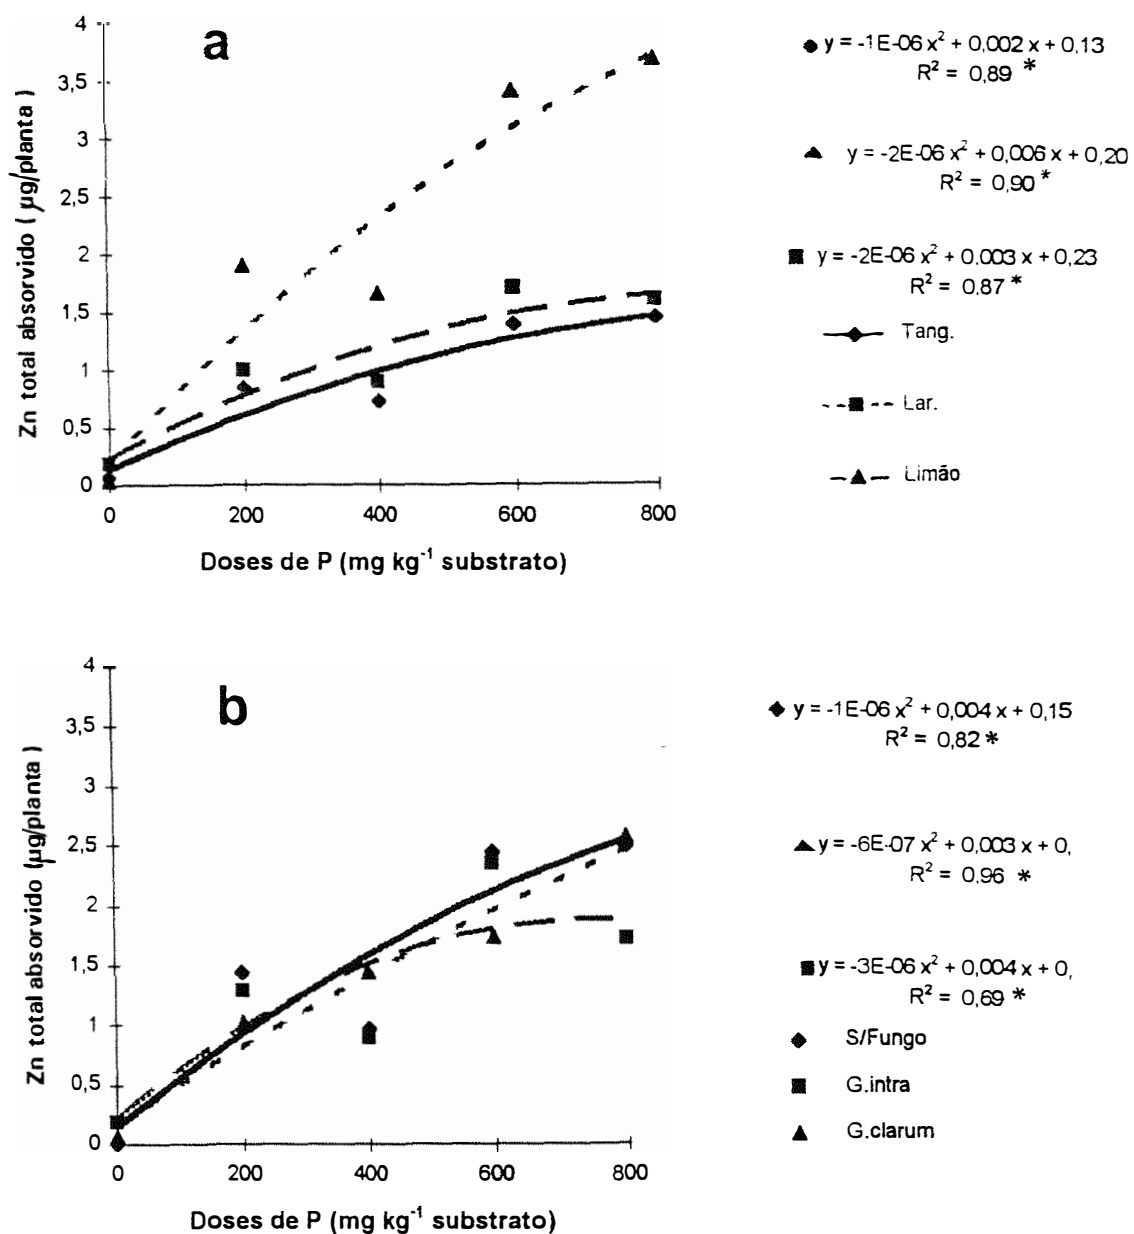 a
4
3,5
3
2,5
2
1,5
1
0,5
0
Zn total absorvido ( µg/planta )
0 200 400 600 800
Doses de P (mg kg⁻¹ substrato)
y = -1E-06 x² + 0,002 x + 0,13
R² = 0,89 *
y = -2E-06 x² + 0,006 x + 0,20
R² = 0,90 *
y = -2E-06 x² + 0,003 x + 0,23
R² = 0,87 *
Tang.
Lar.
Limão
b
4
3,5
3
2,5
2
1,5
1
0,5
0
Zn total absorvido (µg/planta )
0 200 400 600 800
Doses de P (mg kg⁻¹ substrato)
y = -1E-06 x² + 0,004 x + 0,15
R² = 0,82 *
y = -6E-07 x² + 0,003 x + 0,
R² = 0,96 *
y = -3E-06 x² + 0,004 x + 0,
R² = 0,69 *
S/Fungo
G.intra
G.clarum